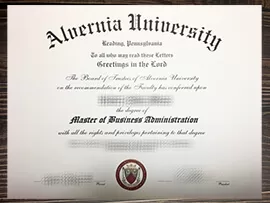 Alvernia University
Reading, Pennsylvania
To all who may read these Letters
Greetings in the Lord
The Board of Trustees of Alvernia University
on the recommendation of the Faculty has conferred upon
the degree of
Master of Business Administration
with all the rights and privileges pertaining to that degree